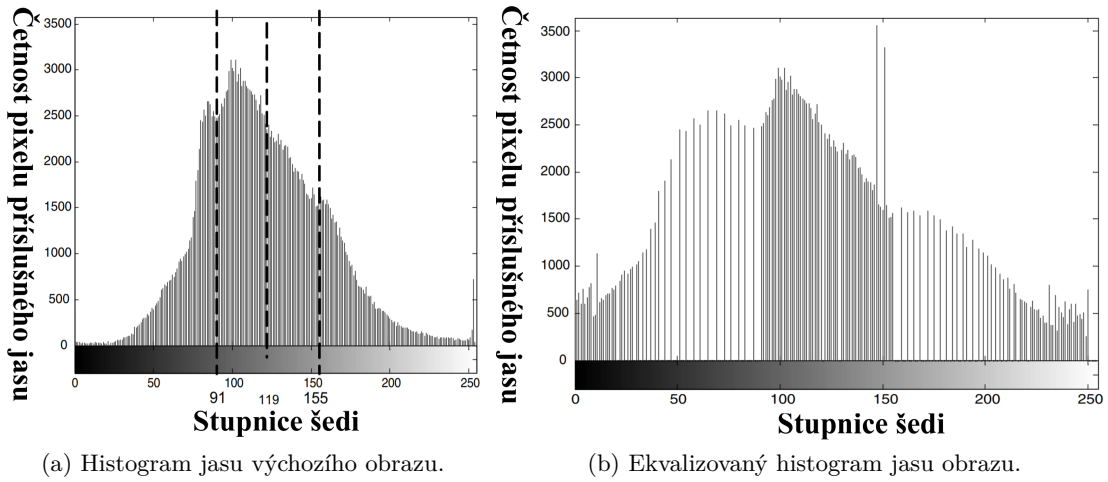 Četnost pixelu příslušného jasu
3500
3000
2500
2000
1500
1000
500
0
0 50 100 150 200 250
91 119 155
Stupnice šedi
(a) Histogram jasu výchozího obrazu.
Četnost pixelu příslušného jasu
3500
3000
2500
2000
1500
1000
500
0
0 50 100 150 200 250
Stupnice šedi
(b) Ekvalizovaný histogram jasu obrazu.